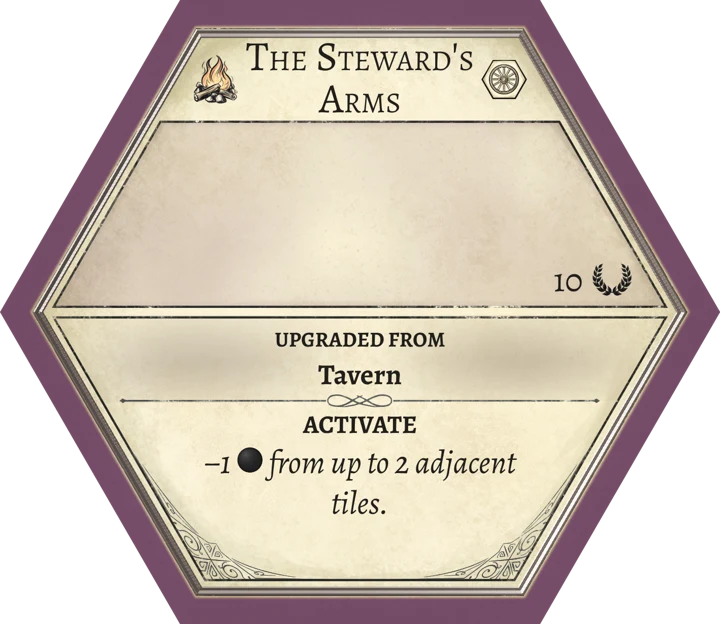 The Steward's
Arms
10
UPGRADED FROM
Tavern
ACTIVATE
–1 from up to 2 adjacent
tiles.